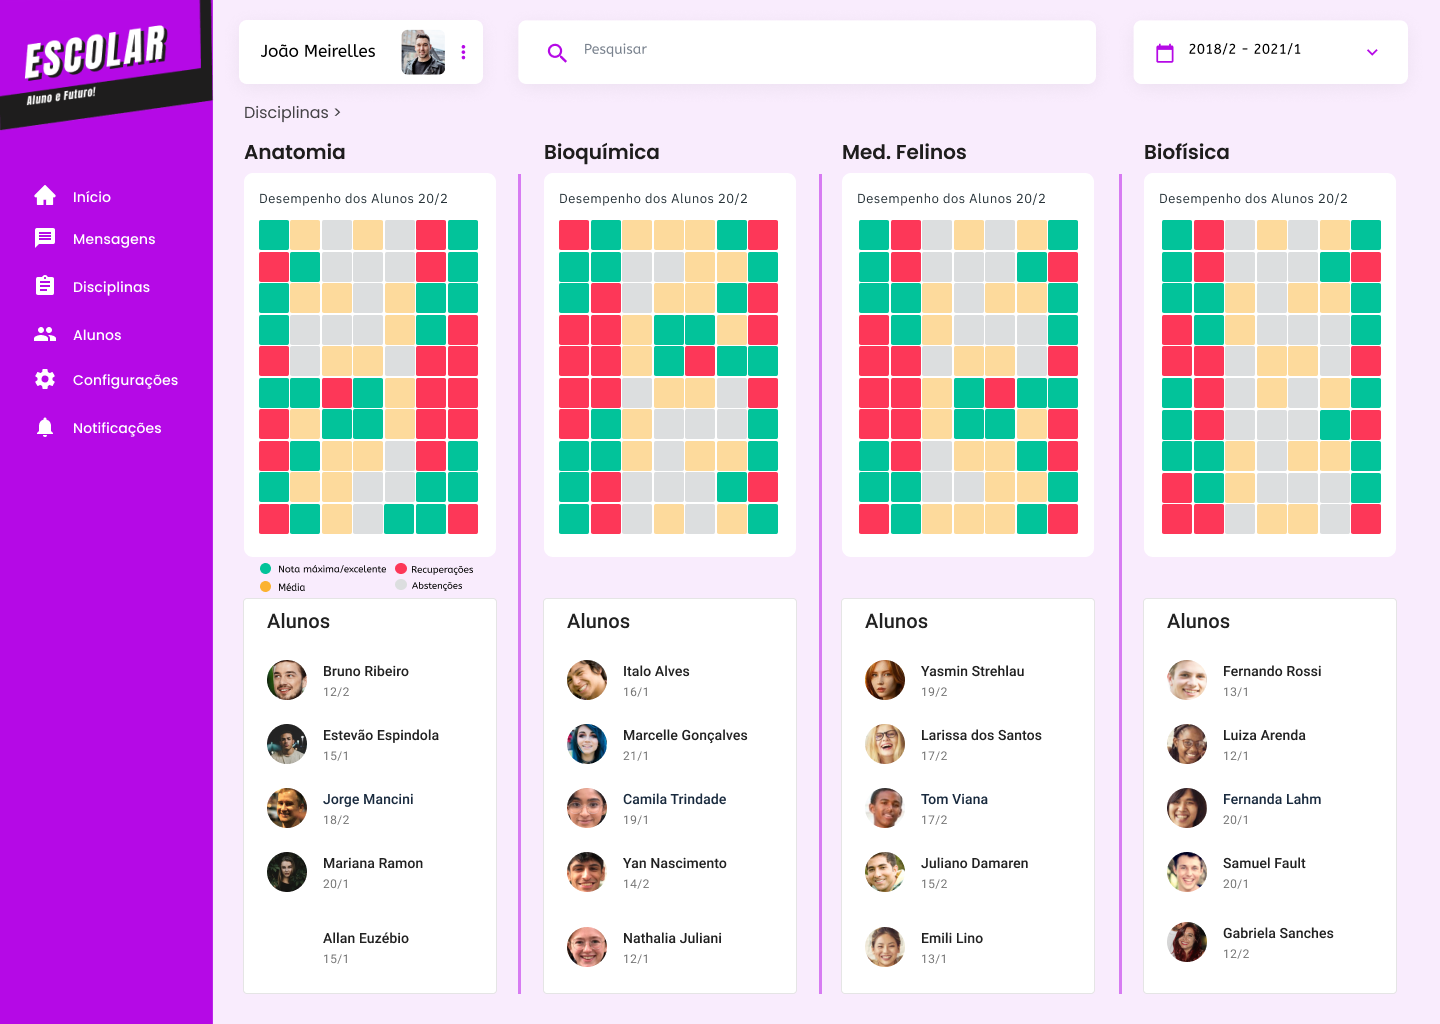 ESCOLAR
Aluno e Futuro!
João Meirelles
Pesquisar
2018/2 - 2021/1
Início
Mensagens
Disciplinas
Alunos
Configurações
Notificações
Disciplinas >
Anatomia
Desempenho dos Alunos 20/2
Nota máxima/excelente
Recuperações
Média
Abstenções
Alunos
Bruno Ribeiro
12/2
Estevão Espindola
15/1
Jorge Mancini
18/2
Mariana Ramon
20/1
Allan Euzébio
15/1
Bioquímica
Desempenho dos Alunos 20/2
Alunos
Italo Alves
16/1
Marcelle Gonçalves
21/1
Camila Trindade
19/1
Yan Nascimento
14/2
Nathalia Juliani
12/1
Med. Felinos
Desempenho dos Alunos 20/2
Alunos
Yasmin Strehlau
19/2
Larissa dos Santos
17/2
Tom Viana
17/2
Juliano Damaren
15/2
Emili Lino
13/1
Biofísica
Desempenho dos Alunos 20/2
Alunos
Fernando Rossi
13/1
Luiza Arenda
12/1
Fernanda Lahm
20/1
Samuel Fault
20/1
Gabriela Sanches
12/2